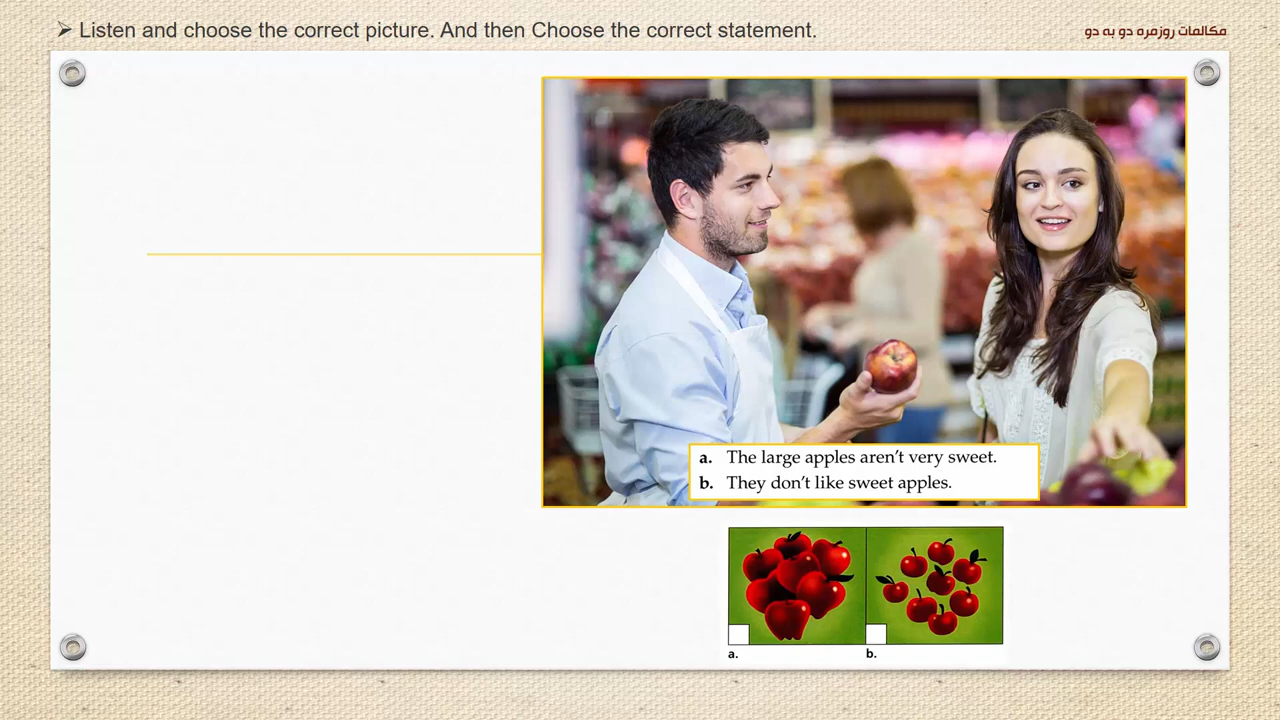 ➢ Listen and choose the correct picture. And then Choose the correct statement.
مکالمات روزمره دو به دو
a. The large apples aren't very sweet.
b. They don't like sweet apples.
a.
b.